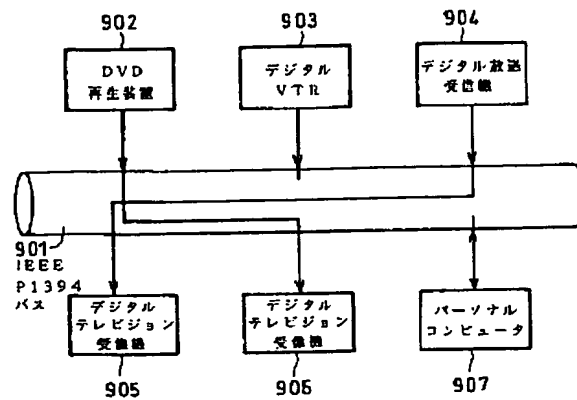 902
903
904
DVD
再生装置
デジタル
VTR
デジタル放送
受信機
901
IEEE
P1394
バス
デジタル
テレビジョン
受像機
デジタル
テレビジョン
受像機
パーソナル
コンピュータ
905
906
907